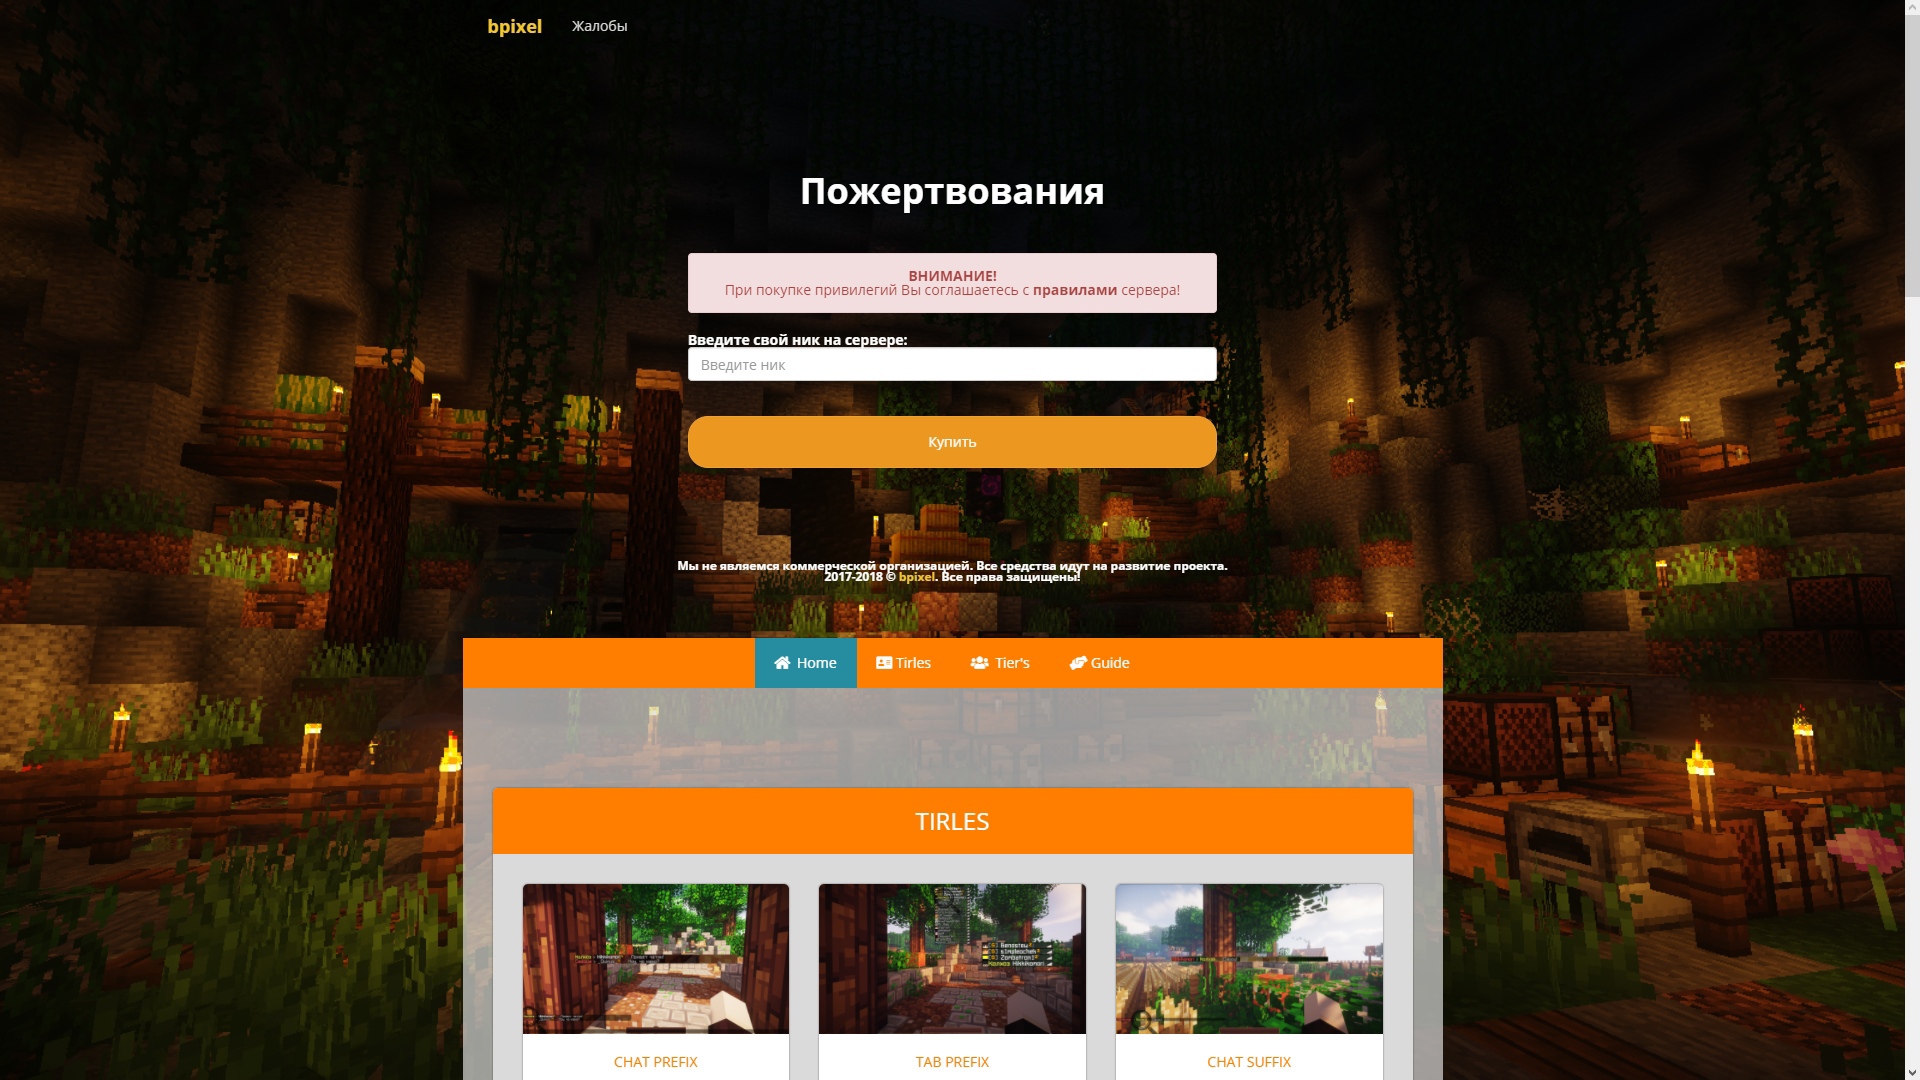 bpixel Жалобы
Пожертвования
ВНИМАНИЕ!
При покупке привилегий Вы соглашаетесь с правилами сервера!
Введите свой ник на сервере:
Введите ник
Купить
Мы не являемся коммерческой организацией. Все средства идут на развитие проекта.
2017-2018 © bpixel. Все права защищены!
Home Tirles Tier's Guide
TIRLES
CHAT PREFIX TAB PREFIX CHAT SUFFIX